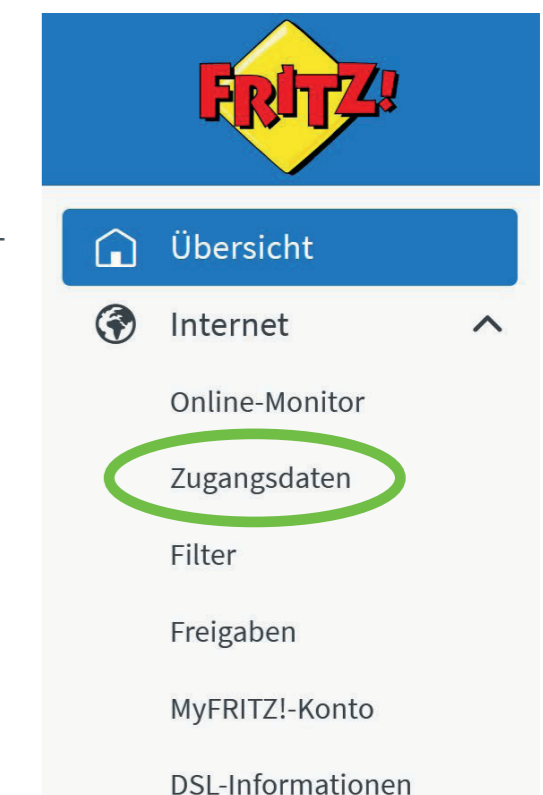 FRITZ!
Übersicht
Internet
Online-Monitor
Zugangsdaten
Filter
Freigaben
MyFRITZ!-Konto
DSL-Informationen